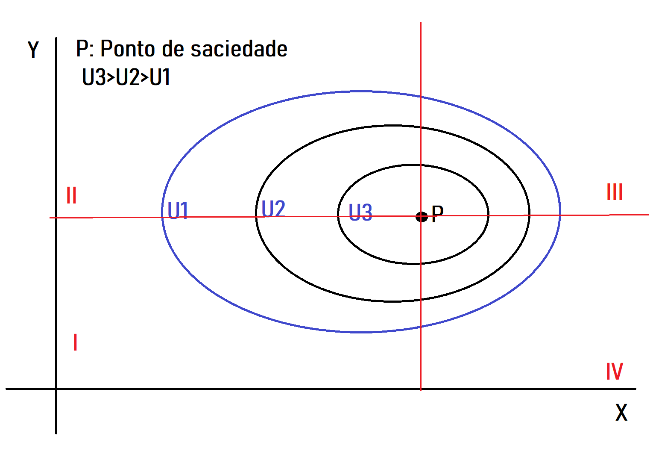 Y
P: Ponto de saciedade
U3>U2>U1
II
III
U1
U2
U3
P
I
IV
X